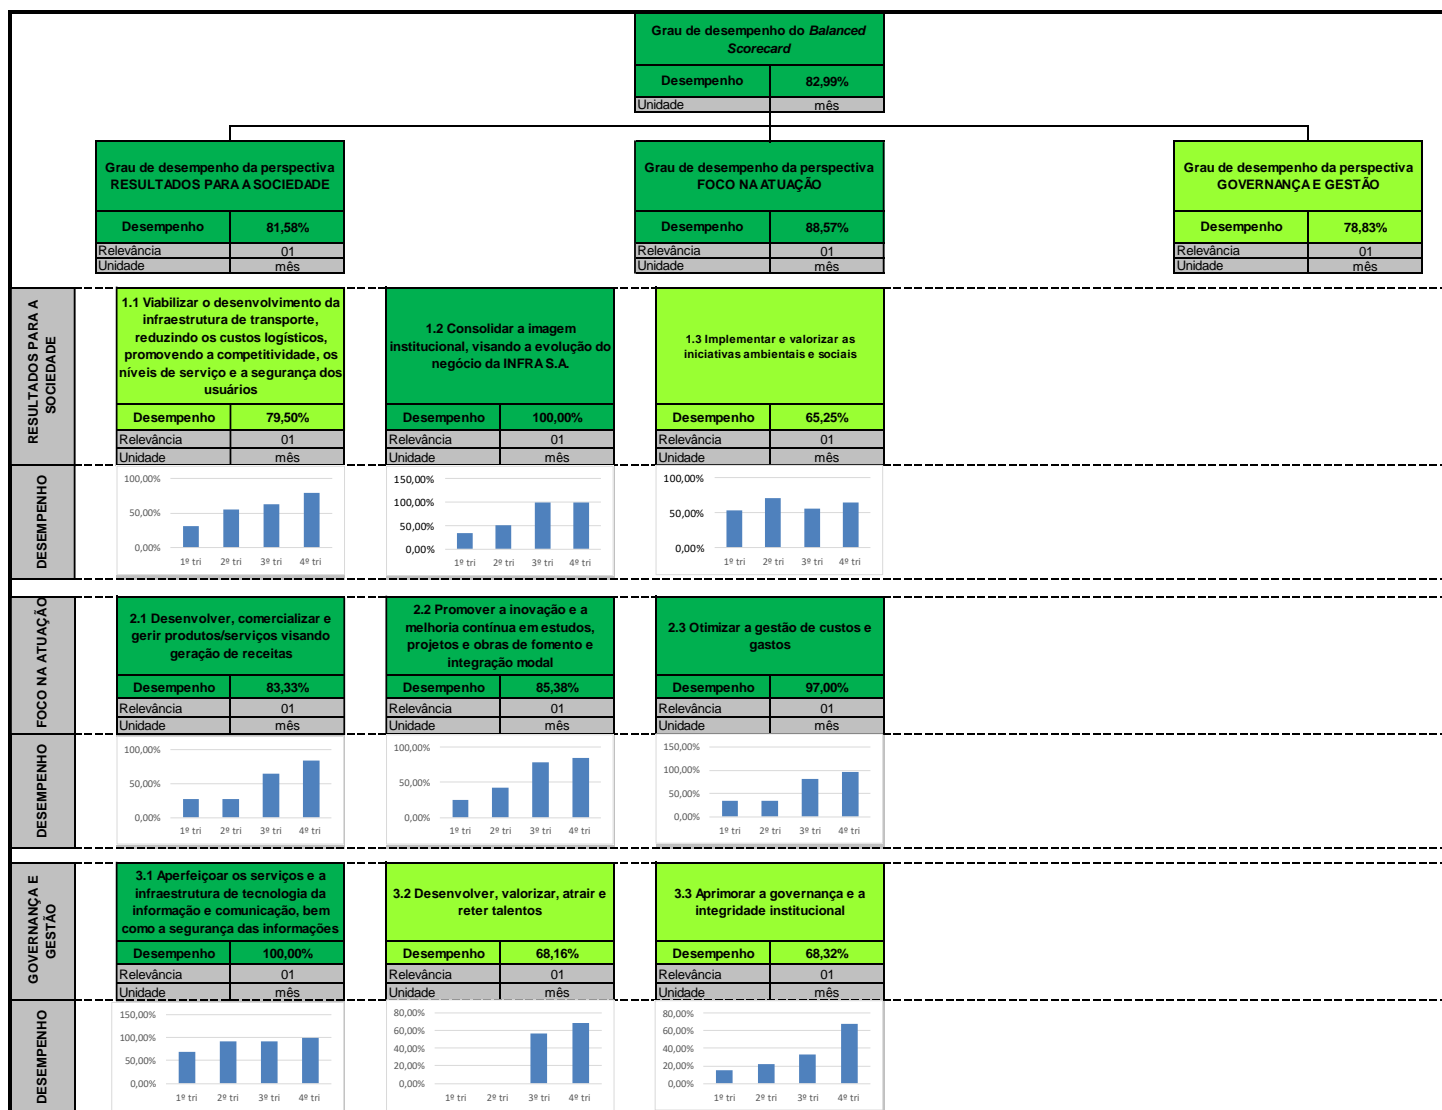 Grau de desempenho do Balanced
Scorecard
Desempenho 82,99%
Unidade mês
Grau de desempenho da perspectiva
RESULTADOS PARA A SOCIEDADE
Desempenho 81,58%
Relevância 01
Unidade mês
Grau de desempenho da perspectiva
FOCO NA ATUAÇÃO
Desempenho 88,57%
Relevância 01
Unidade mês
Grau de desempenho da perspectiva
GOVERNANÇA E GESTÃO
Desempenho 78,83%
Relevância 01
Unidade mês
RESULTADOS PARA A
SOCIEDADE
1.1 Viabilizar o desenvolvimento da
infraestrutura de transporte,
reduzindo os custos logísticos,
promovendo a competitividade, os
níveis de serviço e a segurança dos
usuários
Desempenho 79,50%
Relevância 01
Unidade mês
1.2 Consolidar a imagem
institucional, visando a evolução do
negócio da INFRA S.A.
Desempenho 100,00%
Relevância 01
Unidade mês
1.3 Implementar e valorizar as
iniciativas ambientais e sociais
Desempenho 65,25%
Relevância 01
Unidade mês
DESEMPENHO
100,00%
50,00%
0,00%
1º tri 2º tri 3º tri 4º tri
150,00%
100,00%
50,00%
0,00%
1º tri 2º tri 3º tri 4º tri
100,00%
50,00%
0,00%
1º tri 2º tri 3º tri 4º tri
FOCO NA ATUAÇÃO
2.1 Desenvolver, comercializar e
gerir produtos/serviços visando
geração de receitas
Desempenho 83,33%
Relevância 01
Unidade mês
2.2 Promover a inovação e a
melhoria contínua em estudos,
projetos e obras de fomento e
integração modal
Desempenho 85,38%
Relevância 01
Unidade mês
2.3 Otimizar a gestão de custos e
gastos
Desempenho 97,00%
Relevância 01
Unidade mês
DESEMPENHO
100,00%
50,00%
0,00%
1º tri 2º tri 3º tri 4º tri
100,00%
50,00%
0,00%
1º tri 2º tri 3º tri 4º tri
150,00%
100,00%
50,00%
0,00%
1º tri 2º tri 3º tri 4º tri
GOVERNANÇA E
GESTÃO
3.1 Aperfeiçoar os serviços e a
infraestrutura de tecnologia da
informação e comunicação, bem
como a segurança das informações
Desempenho 100,00%
Relevância 01
Unidade mês
3.2 Desenvolver, valorizar, atrair e
reter talentos
Desempenho 68,16%
Relevância 01
Unidade mês
3.3 Aprimorar a governança e a
integridade institucional
Desempenho 68,32%
Relevância 01
Unidade mês
DESEMPENHO
150,00%
100,00%
50,00%
0,00%
1º tri 2º tri 3º tri 4º tri
80,00%
60,00%
40,00%
20,00%
0,00%
1º tri 2º tri 3º tri 4º tri
80,00%
60,00%
40,00%
20,00%
0,00%
1º tri 2º tri 3º tri 4º tri